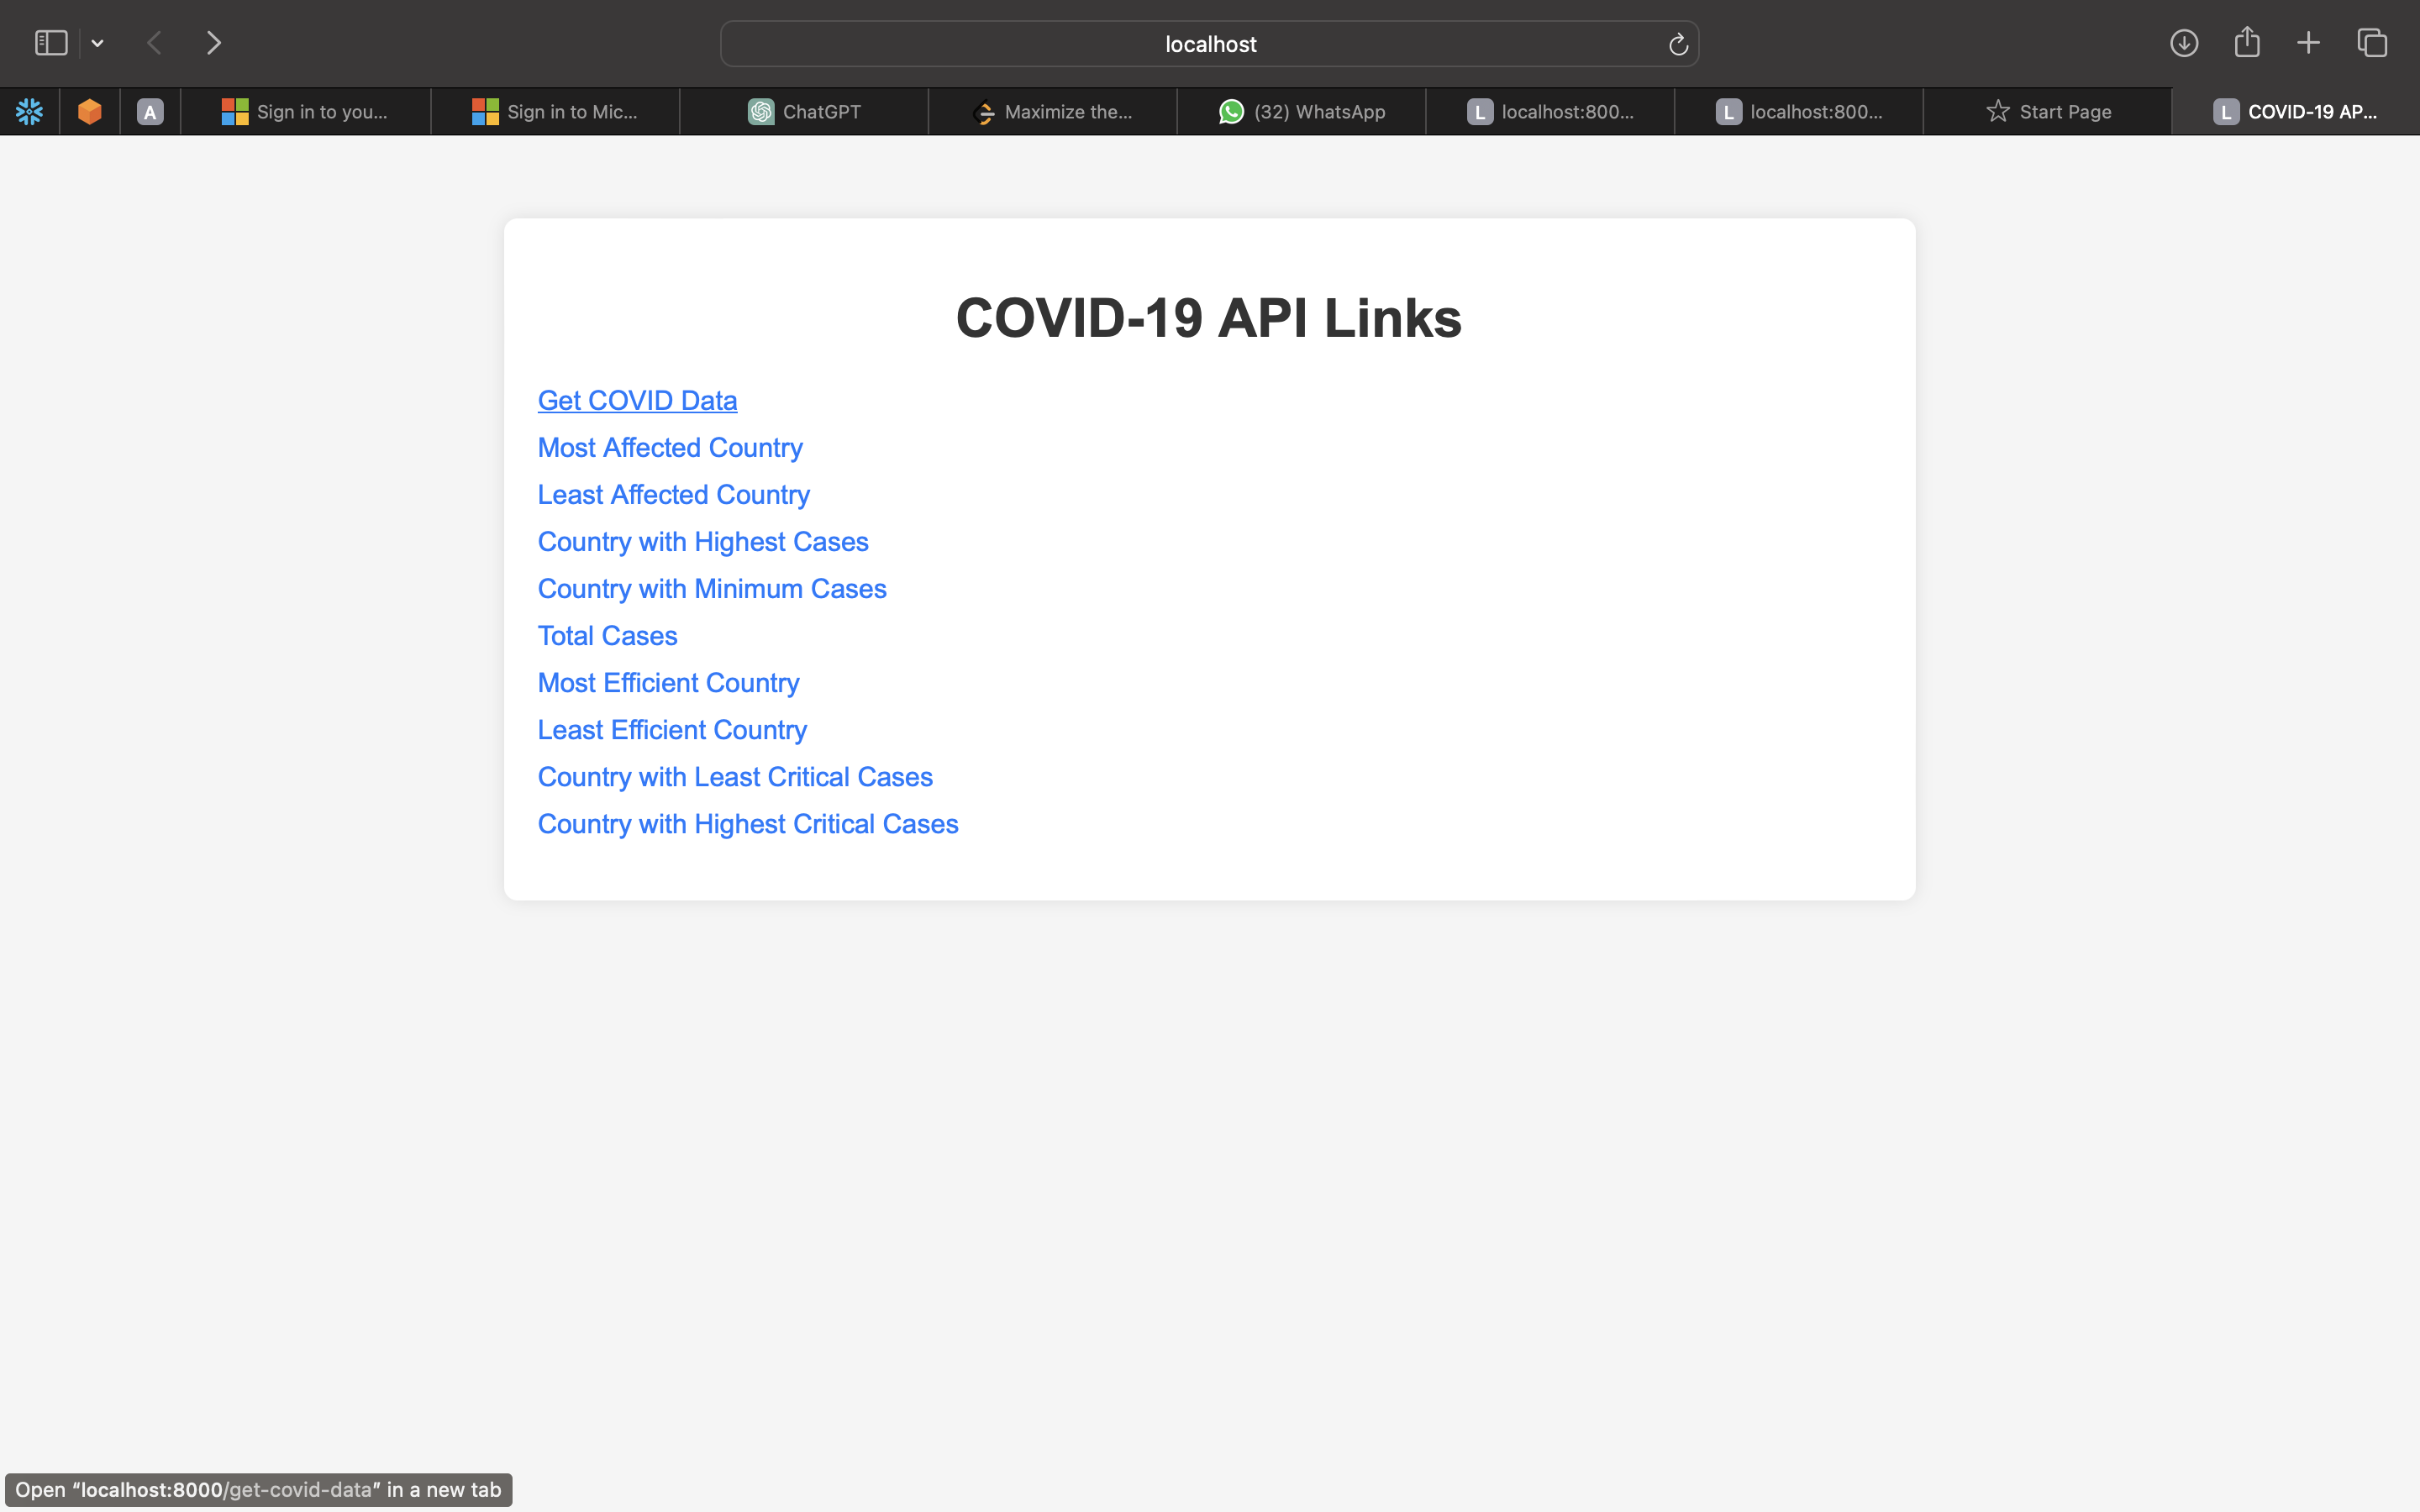 localhost
A
Sign in to you...
Sign in to Mic...
ChatGPT
Maximize the...
(32) WhatsApp
L localhost:800...
L localhost:800...
Start Page
L COVID-19 AP...
COVID-19 API Links
Get COVID Data
Most Affected Country
Least Affected Country
Country with Highest Cases
Country with Minimum Cases
Total Cases
Most Efficient Country
Least Efficient Country
Country with Least Critical Cases
Country with Highest Critical Cases
Open “localhost:8000/get-covid-data” in a new tab